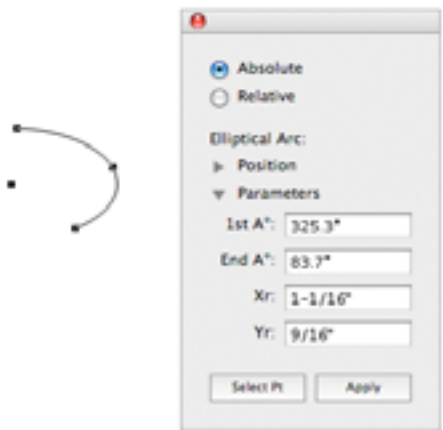 Absolute
Relative
Elliptical Arc:
Position
Parameters
1st A°: 325.3°
End A°: 83.7°
Xr: 1-1/16"
Yr: 9/16"
Select Pt Apply